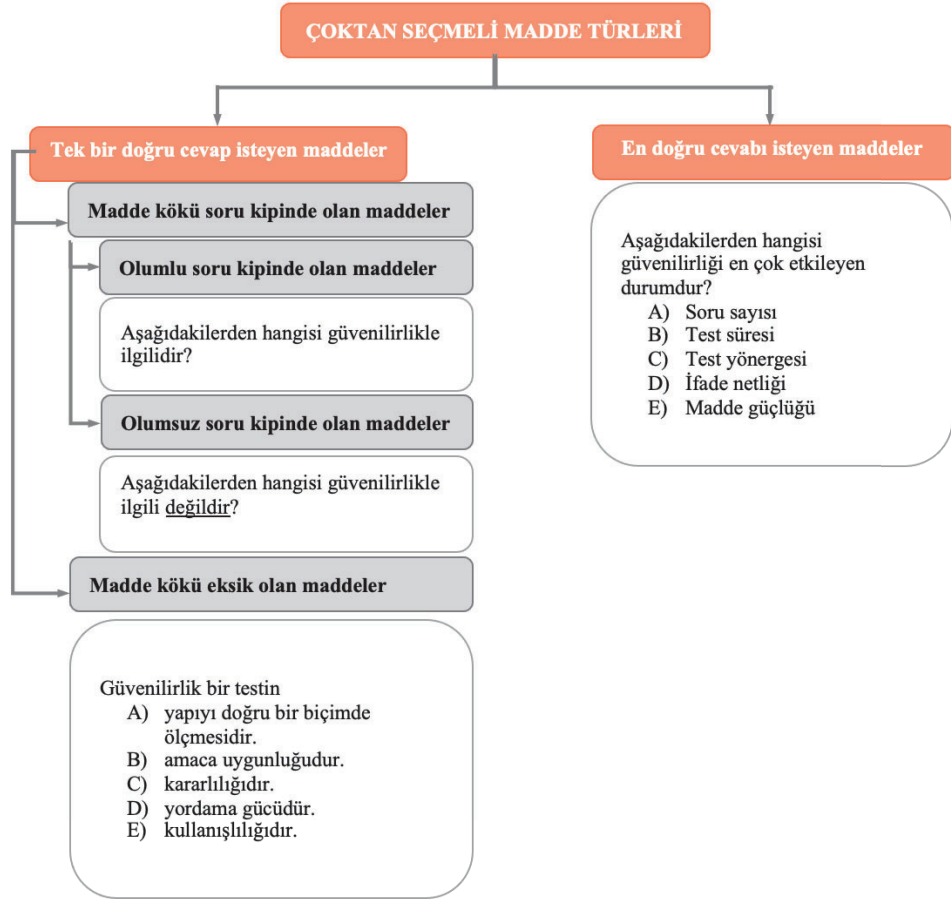 ÇOKTAN SEÇMELİ MADDE TÜRLERİ
Tek bir doğru cevap isteyen maddeler
Madde kökü soru kipinde olan maddeler
Olumlu soru kipinde olan maddeler
Aşağıdakilerden hangisi güvenilirlikle
ilgilidir?
Olumsuz soru kipinde olan maddeler
Aşağıdakilerden hangisi güvenilirlikle
ilgili değildir?
Madde kökü eksik olan maddeler
Güvenilirlik bir testin
A) yapıyı doğru bir biçimde
ölçmesidir.
B) amaca uygunluğudur.
C) kararlılığıdır.
D) yordama gücüdür.
E) kullanışlılığıdır.
En doğru cevabı isteyen maddeler
Aşağıdakilerden hangisi
güvenilirliği en çok etkileyen
durumdur?
A) Soru sayısı
B) Test süresi
C) Test yönergesi
D) İfade netliği
E) Madde güçlüğü